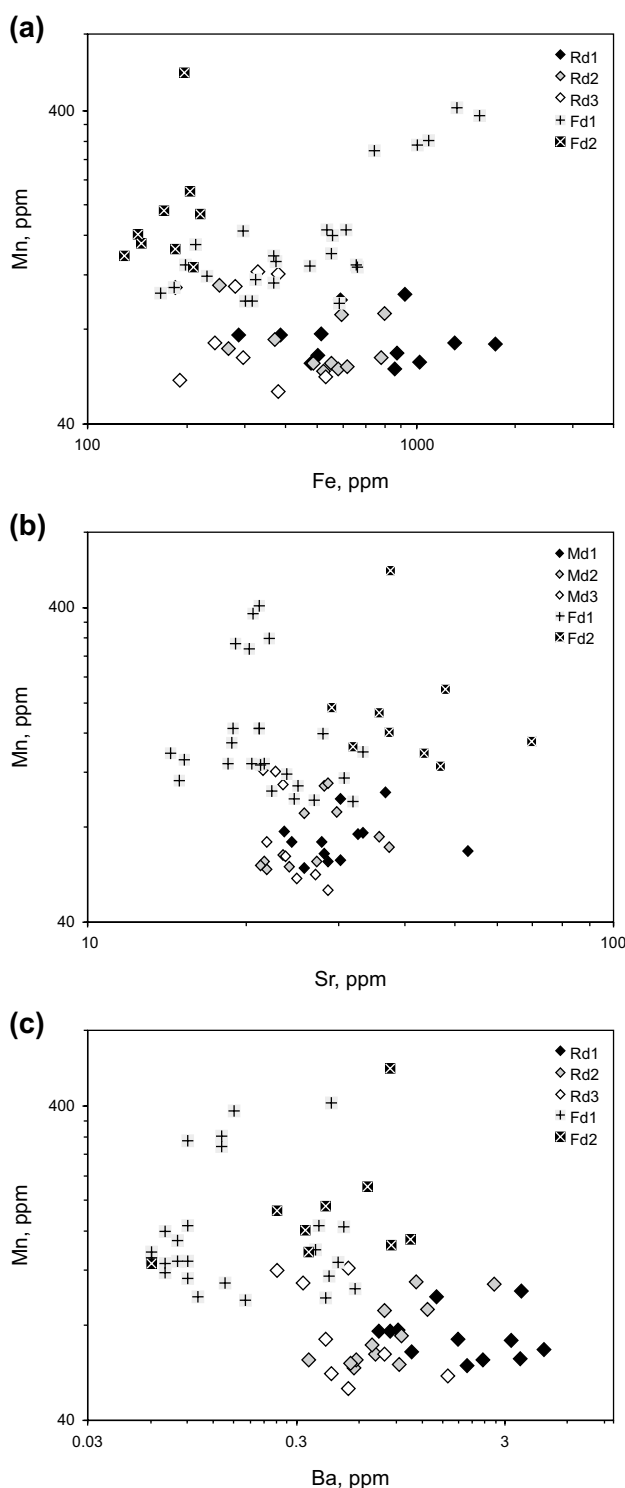 (a)
Rd1
Rd2
Rd3
Fd1
Fd2
400
40
Mn, ppm
100
1000
Fe, ppm
(b)
Md1
Md2
Md3
Fd1
Fd2
400
40
Mn, ppm
10
100
Sr, ppm
(c)
Rd1
Rd2
Rd3
Fd1
Fd2
400
40
Mn, ppm
0.03
0.3
3
Ba, ppm